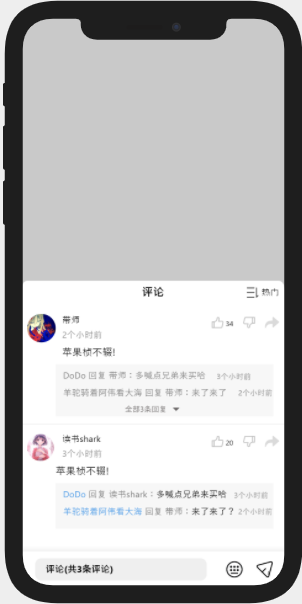 评论
热门
带师
34
2个小时前
苹果桢不辍!
DoDo 回复 带师：多喊点兄弟来买哈 3个小时前
羊驼骑着阿伟看大海 回复 带师：来了来了 2个小时前
全部3条回复
读书shark
20
3个小时前
苹果桢不辍!
DoDo 回复 读书shark：多喊点兄弟来买哈 3个小时前
羊驼骑着阿伟看大海 回复 带师：来了来了？ 2个小时前
评论(共3条评论)